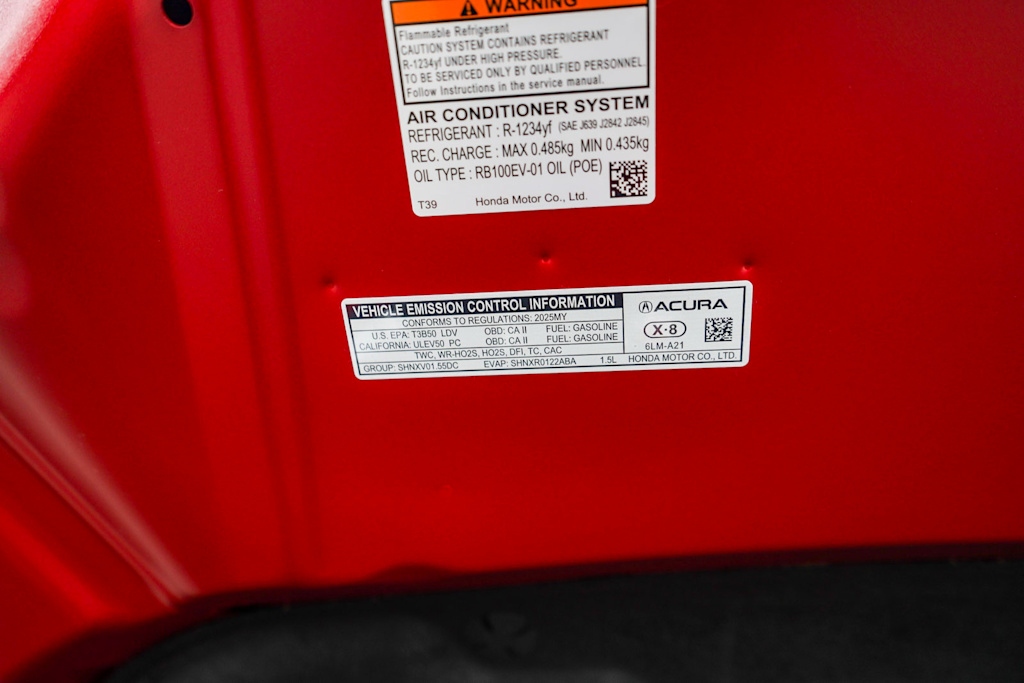 WARNING
Flammable Refrigerant
CAUTION SYSTEM CONTAINS REFRIGERANT
R-1234yf UNDER HIGH PRESSURE.
TO BE SERVICED ONLY BY QUALIFIED PERSONNEL.
Follow Instructions in the service manual.
AIR CONDITIONER SYSTEM
REFRIGERANT : R-1234yf (SAE J639 J2842 J2845)
REC. CHARGE : MAX 0.485kg MIN 0.435kg
OIL TYPE : RB100EV-01 OIL (POE)
T39 Honda Motor Co., Ltd.
VEHICLE EMISSION CONTROL INFORMATION
CONFORMS TO REGULATIONS: 2025MY
U.S. EPA: T3B50 LDV OBD: CA II FUEL: GASOLINE
CALIFORNIA: ULEV50 PC OBD: CA II FUEL: GASOLINE
TWC, WR-HO2S, HO2S, DFI, TC, CAC
GROUP: SHNXV01.55DC EVAP: SHNXR0122ABA 1.5L
ACURA
X·8
6LM-A21
HONDA MOTOR CO., LTD.